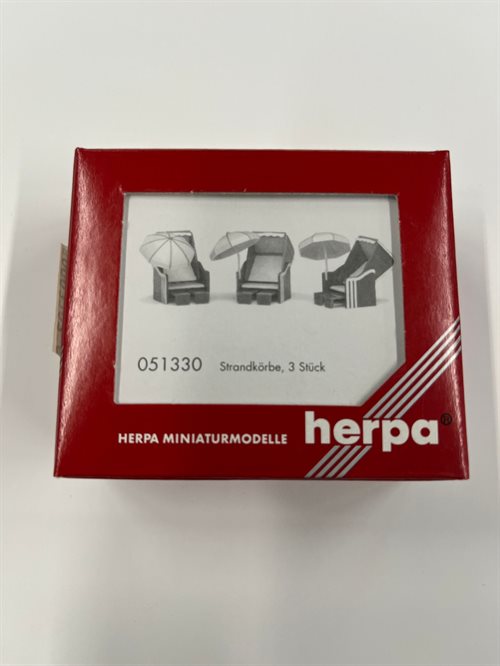 051330 Strandkörbe, 3 Stück
HERPA MINIATURMODELLE
herpa®